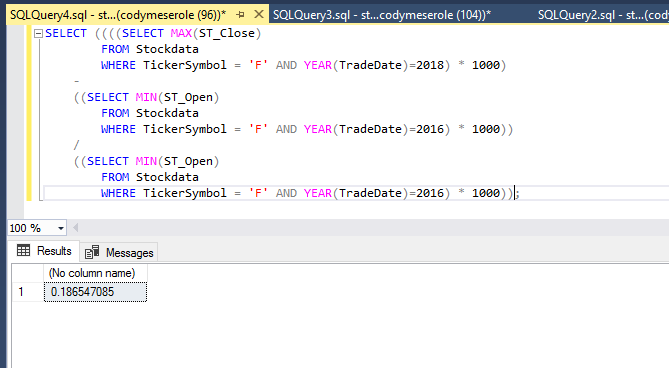 SQLQuery4.sql - st...(codymeserole (96))* SQLQuery3.sql - st...codymeserole (104))* SQLQuery2.sql - st...(cod
SELECT ((((SELECT MAX(ST_Close)
FROM Stockdata
WHERE TickerSymbol = 'F' AND YEAR(TradeDate)=2018) * 1000)
-
((SELECT MIN(ST_Open)
FROM Stockdata
WHERE TickerSymbol = 'F' AND YEAR(TradeDate)=2016) * 1000))
/
((SELECT MIN(ST_Open)
FROM Stockdata
WHERE TickerSymbol = 'F' AND YEAR(TradeDate)=2016) * 1000));
100 %
Results Messages
(No column name)
1 0.186547085